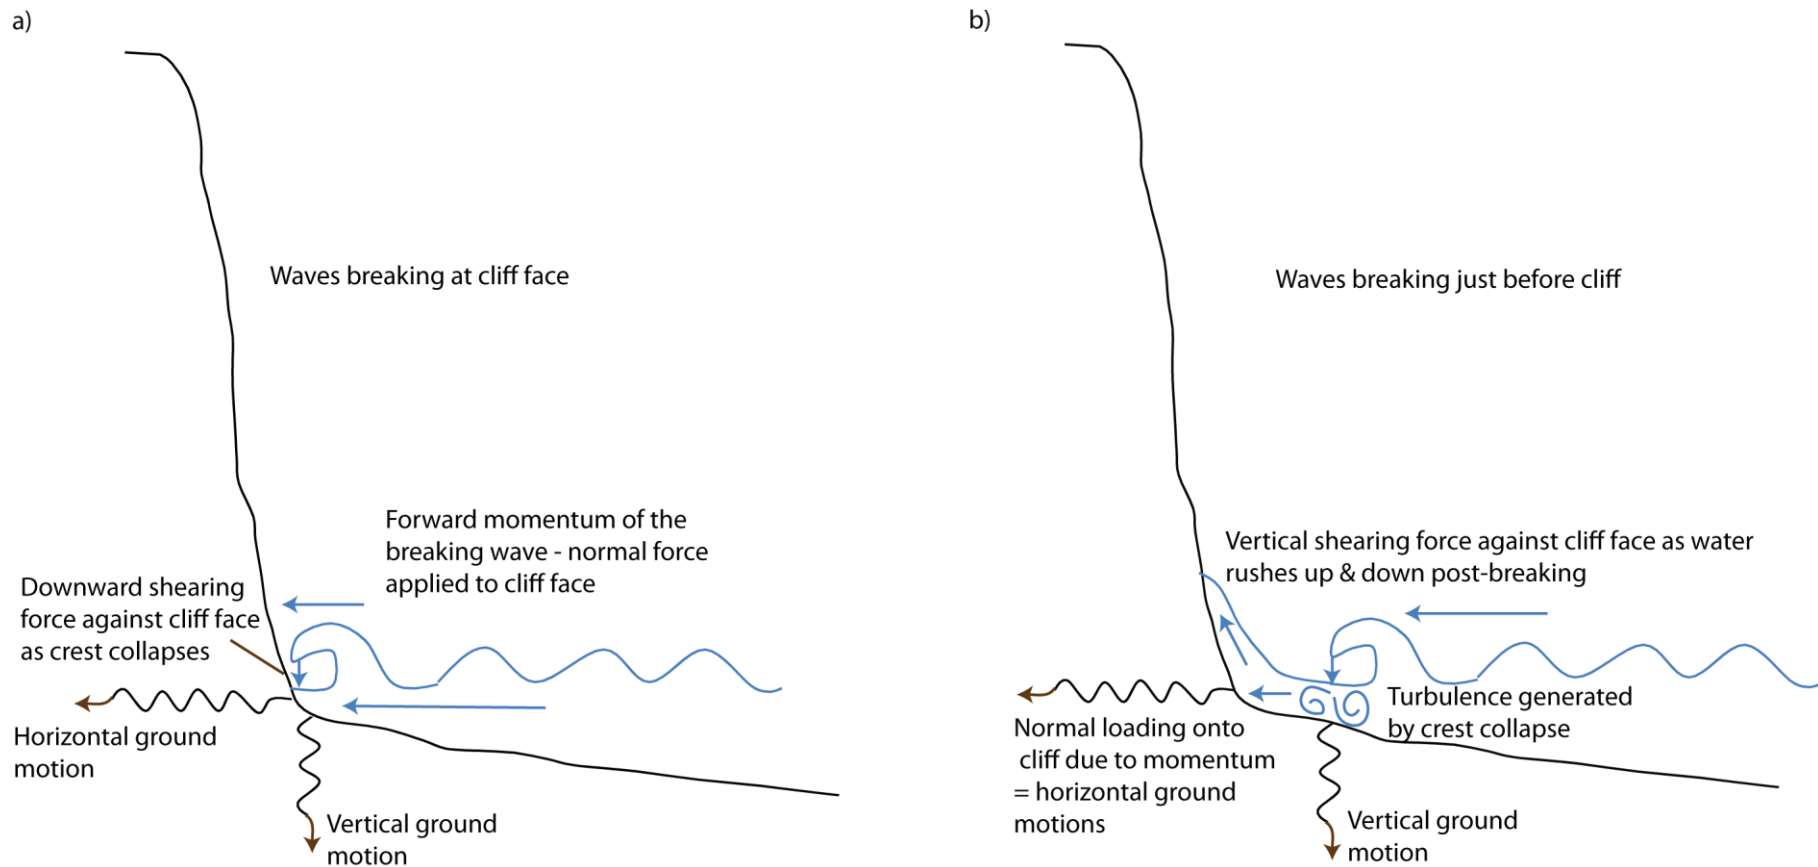 a)
Waves breaking at cliff face
Forward momentum of the
breaking wave - normal force
applied to cliff face
Downward shearing
force against cliff face
as crest collapses
Horizontal ground
motion
Vertical ground
motion
b)
Waves breaking just before cliff
Vertical shearing force against cliff face as water
rushes up & down post-breaking
Turbulence generated
by crest collapse
Normal loading onto
cliff due to momentum
= horizontal ground
motions
Vertical ground
motion